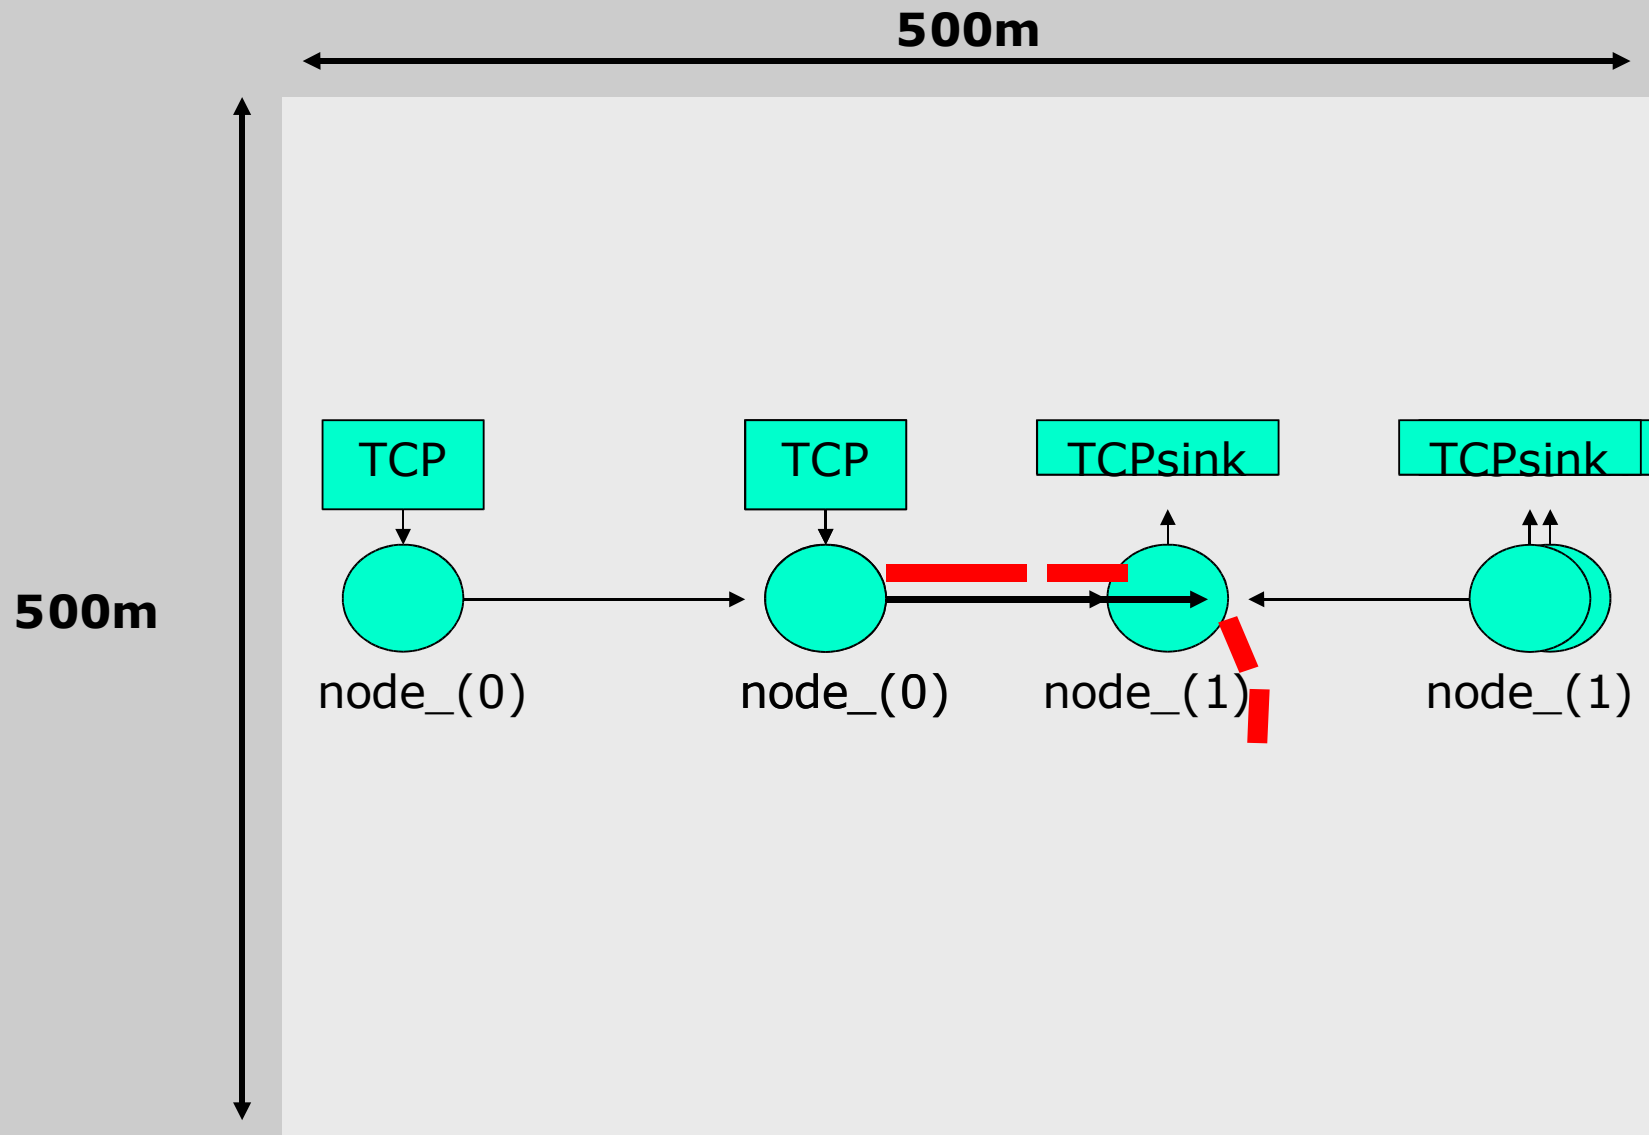 500m
500m
TCP
TCP
TCPsink
TCPsink
node_(0)
node_(0)
node_(1)
node_(1)